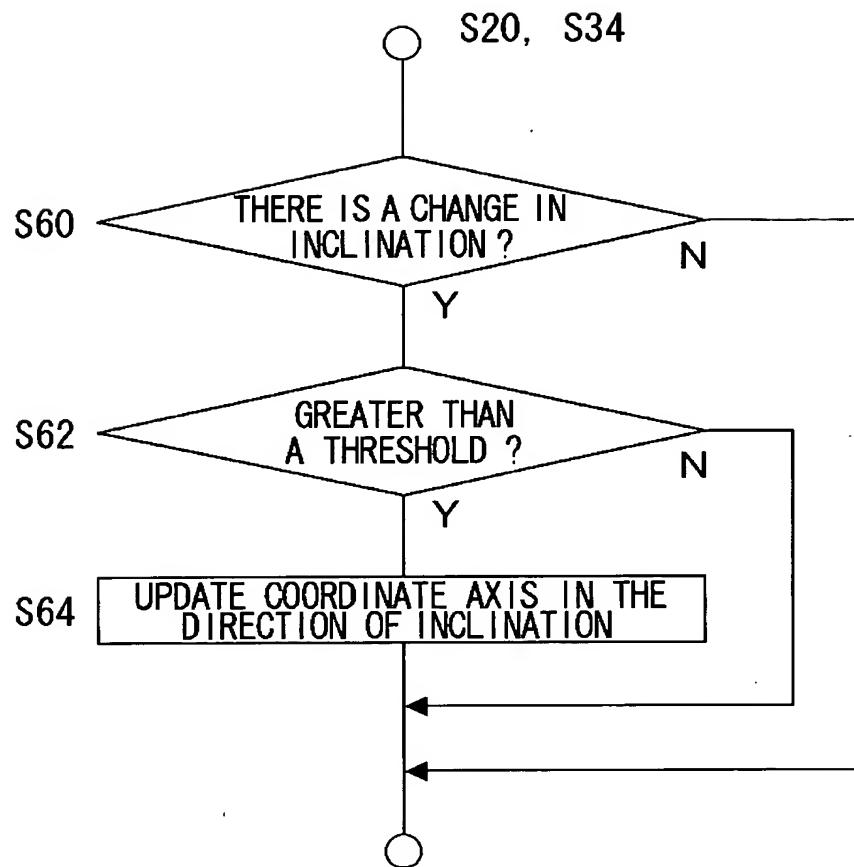 S20, S34
S60
THERE IS A CHANGE IN
INCLINATION ?
N
Y
S62
GREATER THAN
A THRESHOLD ?
N
Y
S64
UPDATE COORDINATE AXIS IN THE
DIRECTION OF INCLINATION